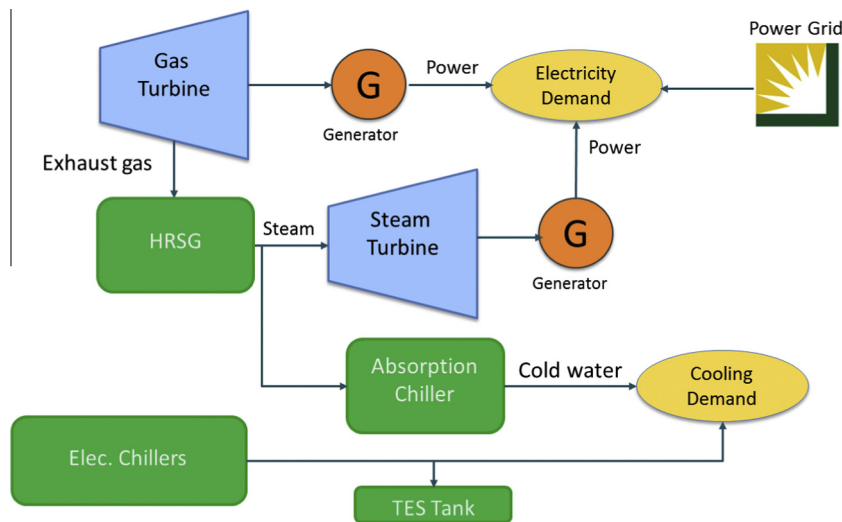 Power Grid
Gas
Turbine
G
Generator
Power
Electricity
Demand
Exhaust gas
Power
HRSG
Steam
Steam
Turbine
G
Generator
Absorption
Chiller
Cold water
Cooling
Demand
Elec. Chillers
TES Tank